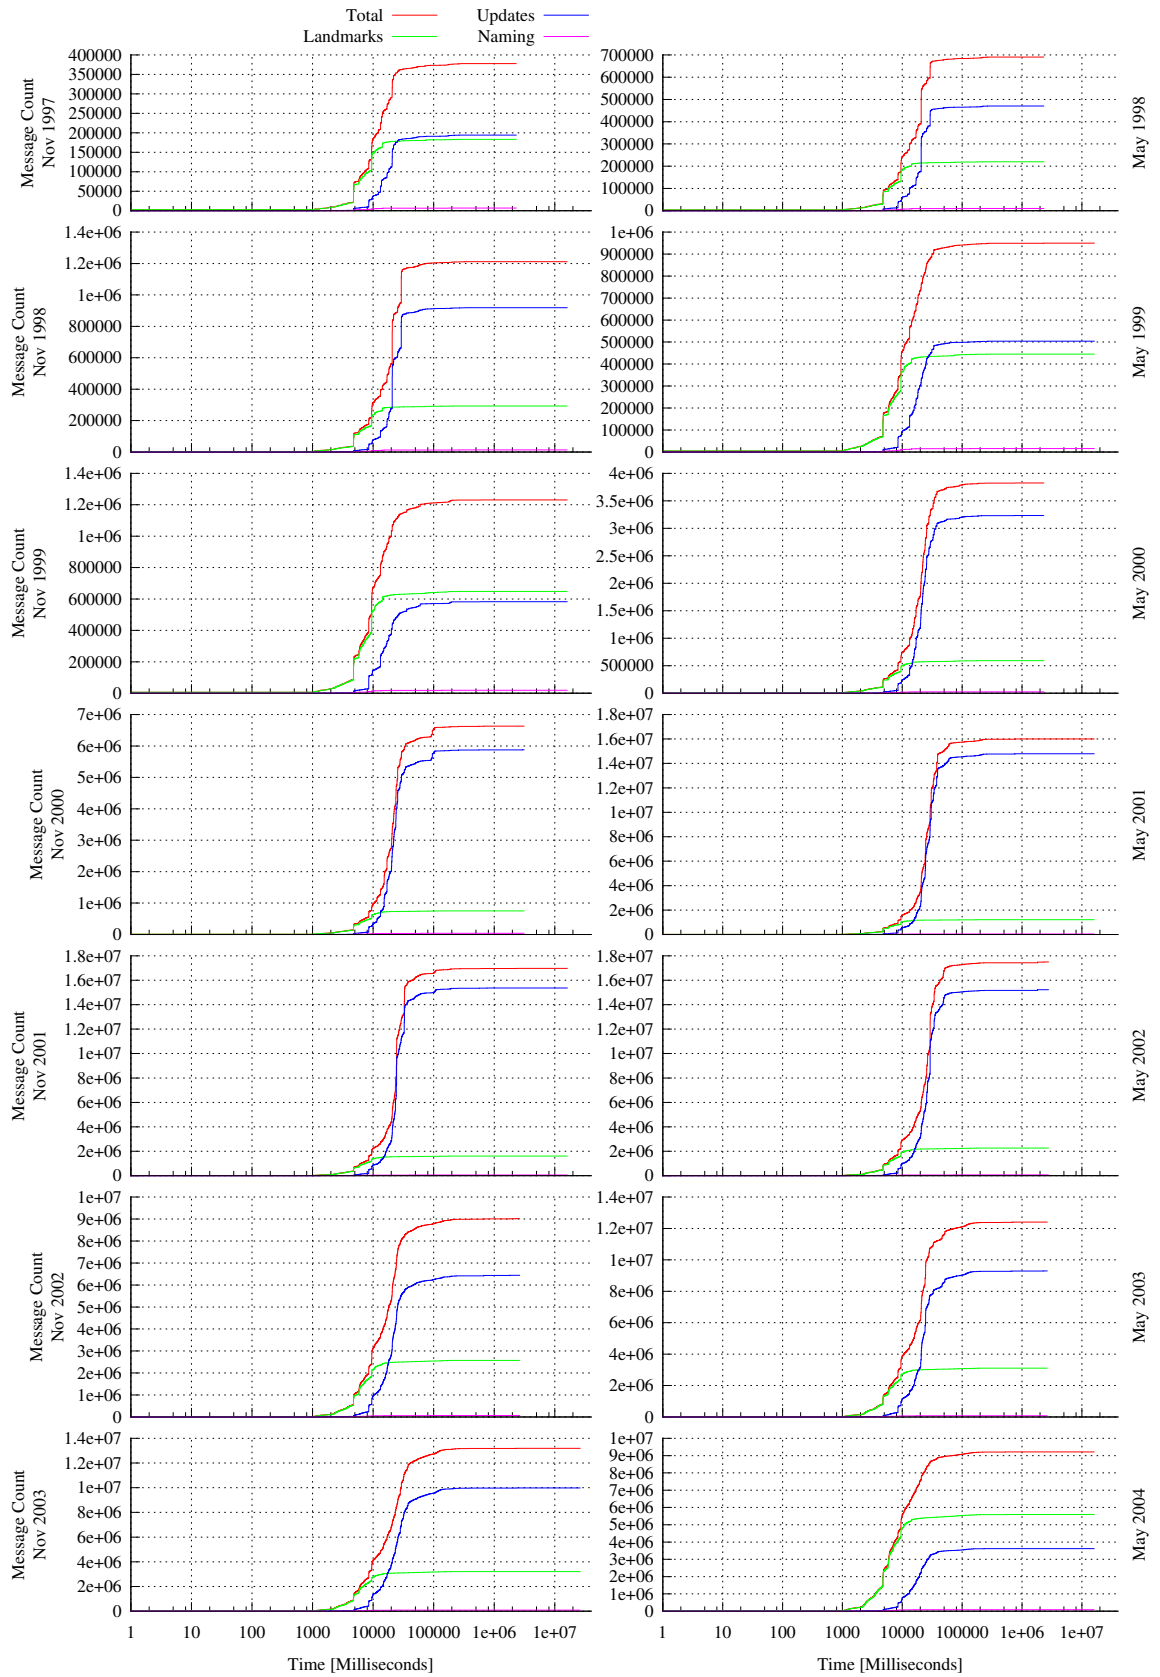 Total
Updates
Landmarks
Naming
400000
350000
300000
250000
200000
150000
100000
50000
0
Message Count
Nov 1997
700000
600000
500000
400000
300000
200000
100000
0
May 1998
1.4e+06
1.2e+06
1e+06
800000
600000
400000
200000
0
Message Count
Nov 1998
1e+06
900000
800000
700000
600000
500000
400000
300000
200000
100000
0
May 1999
1.4e+06
1.2e+06
1e+06
800000
600000
400000
200000
0
Message Count
Nov 1999
4e+06
3.5e+06
3e+06
2.5e+06
2e+06
1.5e+06
1e+06
500000
0
May 2000
7e+06
6e+06
5e+06
4e+06
3e+06
2e+06
1e+06
0
Message Count
Nov 2000
1.8e+07
1.6e+07
1.4e+07
1.2e+07
1e+07
8e+06
6e+06
4e+06
2e+06
0
May 2001
1.8e+07
1.6e+07
1.4e+07
1.2e+07
1e+07
8e+06
6e+06
4e+06
2e+06
0
Message Count
Nov 2001
1.8e+07
1.6e+07
1.4e+07
1.2e+07
1e+07
8e+06
6e+06
4e+06
2e+06
0
May 2002
1e+07
9e+06
8e+06
7e+06
6e+06
5e+06
4e+06
3e+06
2e+06
1e+06
0
Message Count
Nov 2002
1.4e+07
1.2e+07
1e+07
8e+06
6e+06
4e+06
2e+06
0
May 2003
1.4e+07
1.2e+07
1e+07
8e+06
6e+06
4e+06
2e+06
0
Message Count
Nov 2003
1e+07
9e+06
8e+06
7e+06
6e+06
5e+06
4e+06
3e+06
2e+06
1e+06
0
May 2004
1 10 100 1000 10000 100000 1e+06 1e+07
Time [Milliseconds]
1 10 100 1000 10000 100000 1e+06 1e+07
Time [Milliseconds]